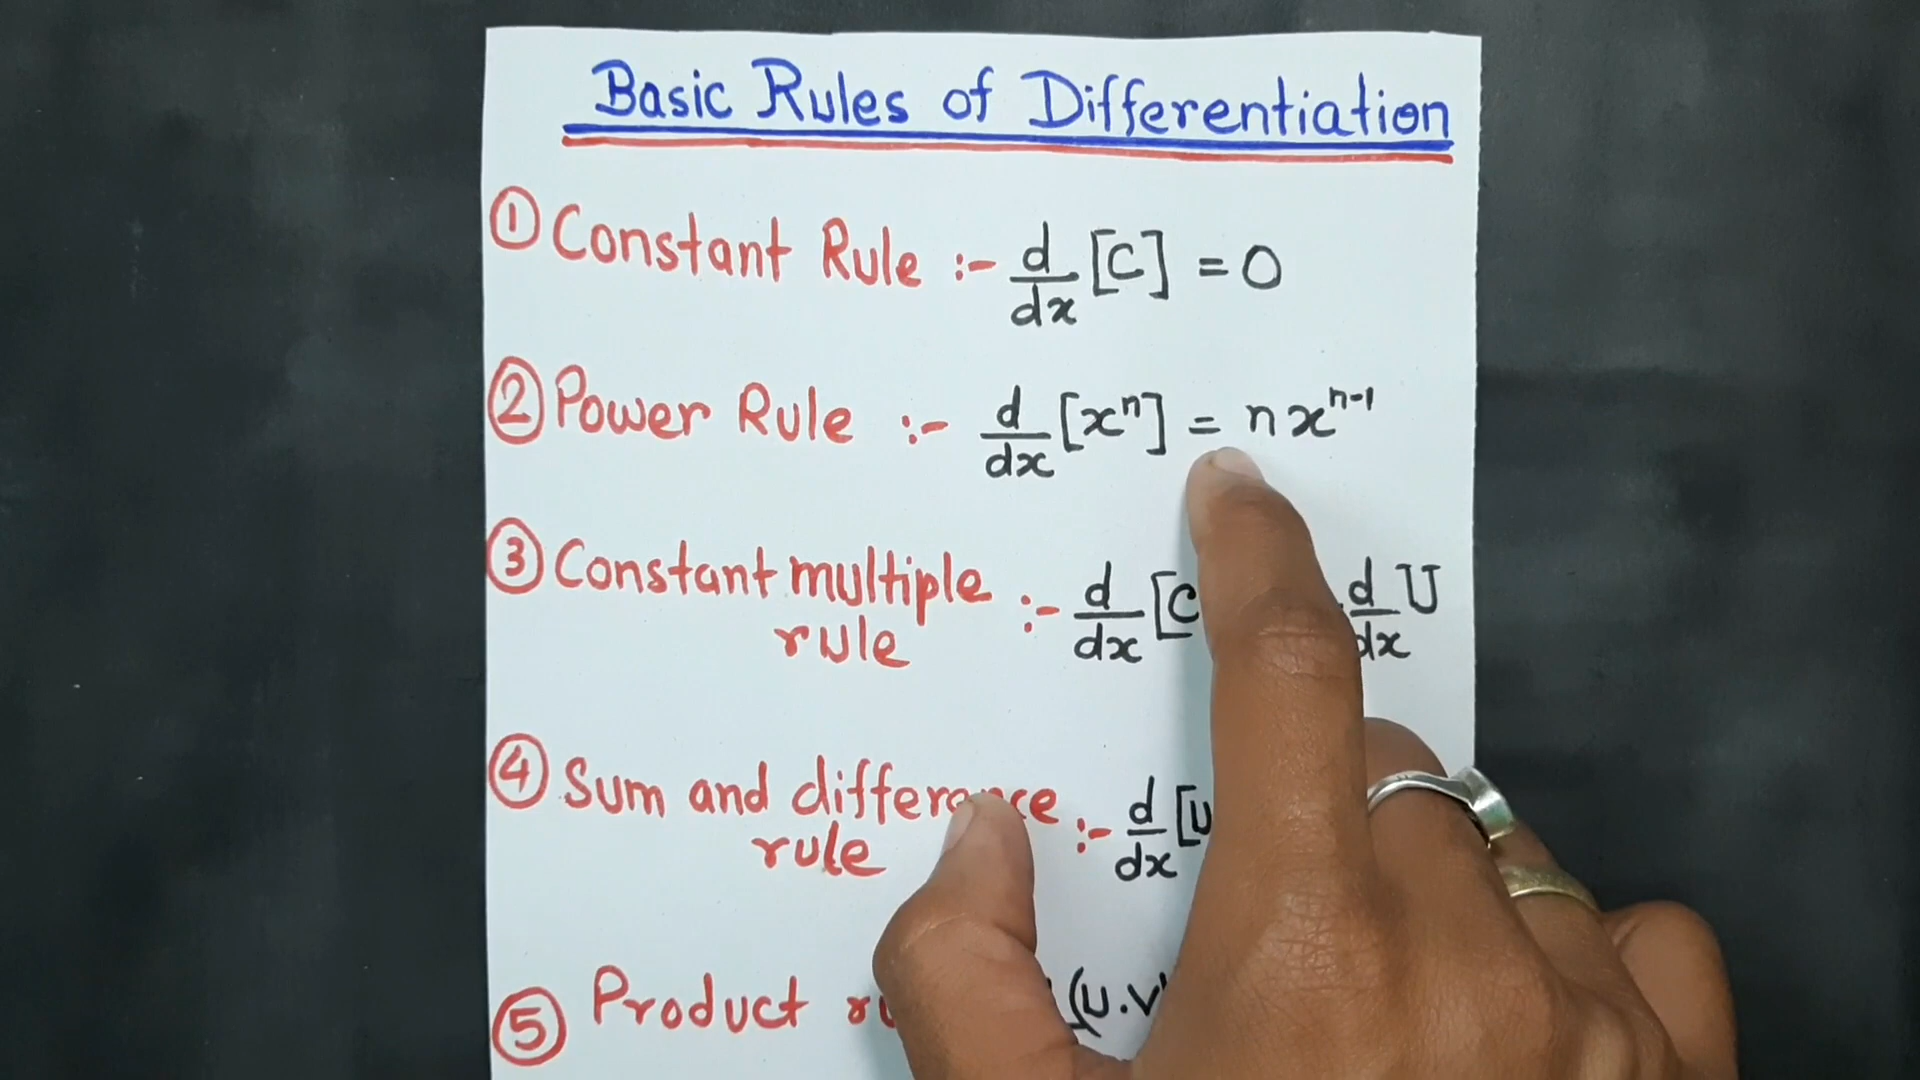 Basic Rules of Differentiation
① Constant Rule :- d/dx [C] = 0
② Power Rule :- d/dx [xⁿ] = n xⁿ⁻¹
③ Constant multiple rule :- d/dx [C d/dx U
④ Sum and difference rule :- d/dx [U
⑤ Product (U.V